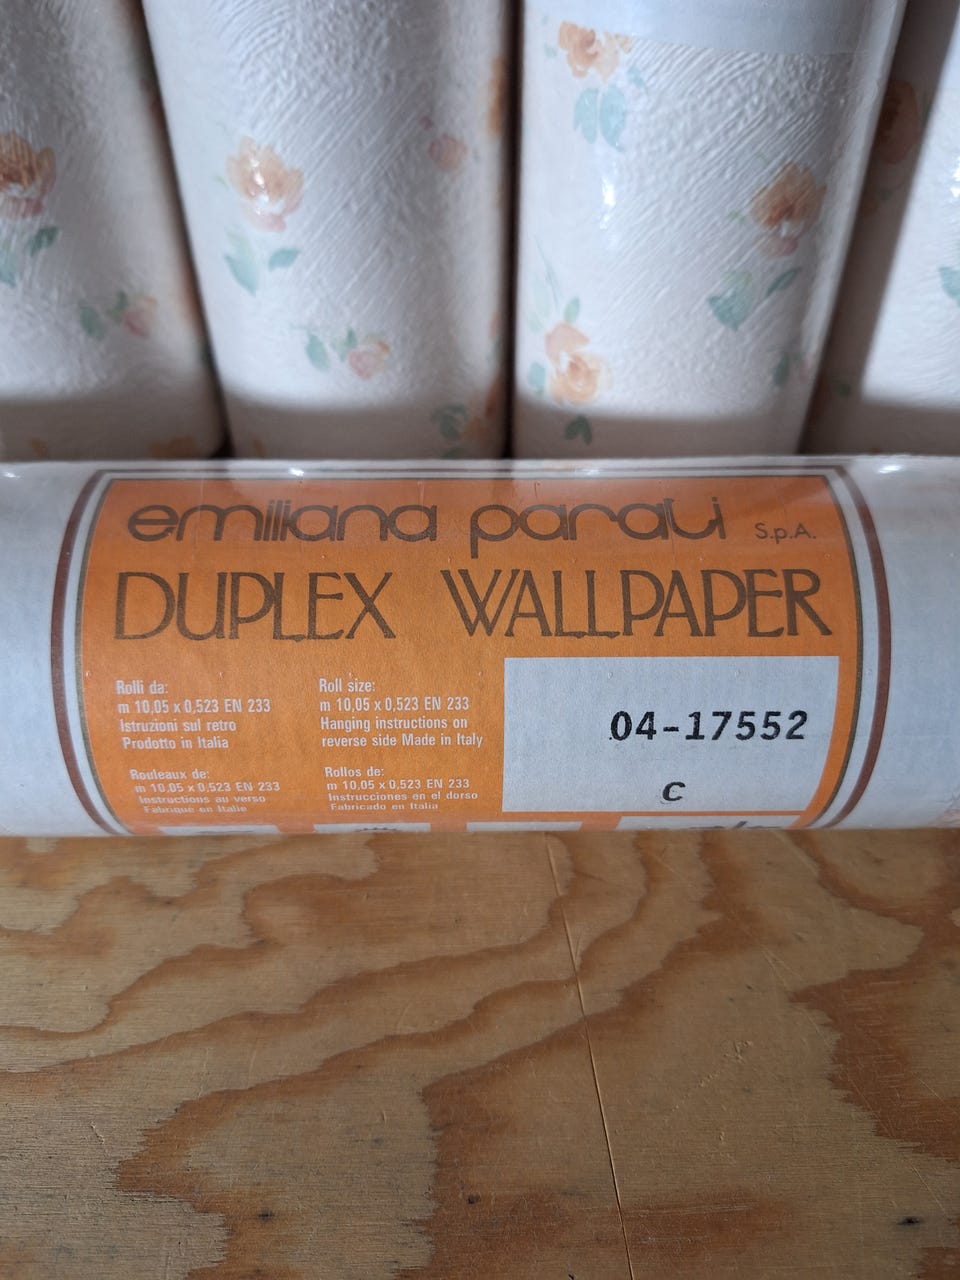 emiliana parati S.p.A.
DUPLEX WALLPAPER
Rolli da:
m 10,05 x 0,523 EN 233
Istruzioni sul retro
Prodotto in Italia
Roll size:
m 10,05 x 0,523 EN 233
Hanging instructions on
reverse side Made in Italy
Rouleaux de:
m 10,05 x 0,523 EN 233
Instructions au verso
Fabriqué en Italie
Rollos de:
m 10,05 x 0,523 EN 233
Instrucciones en el dorso
Fabricado en Italia
04-17552
C